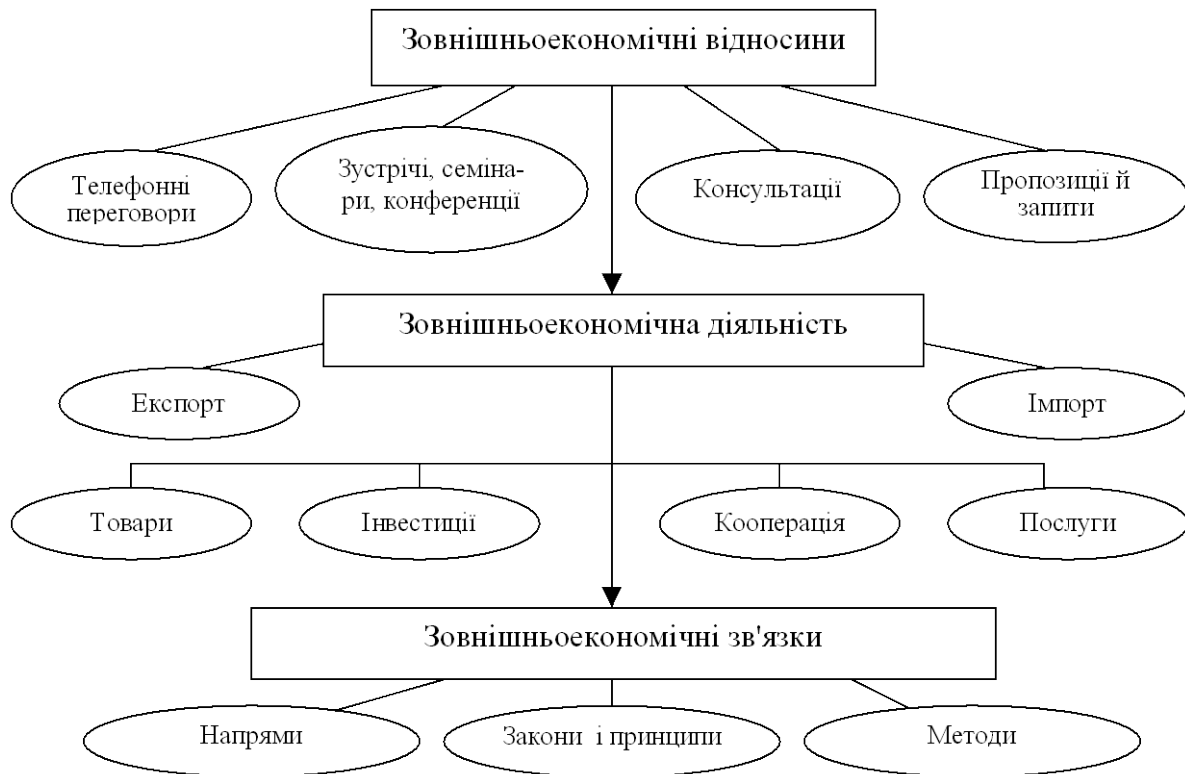 Зовнішньоекономічні відносини
Телефонні
переговори
Зустрічі, семіна-
ри, конференції
Консультації
Пропозиції й
запити
Зовнішньоекономічна діяльність
Експорт
Імпорт
Товари
Інвестиції
Кооперація
Послуги
Зовнішньоекономічні зв'язки
Напрями
Закони і принципи
Методи